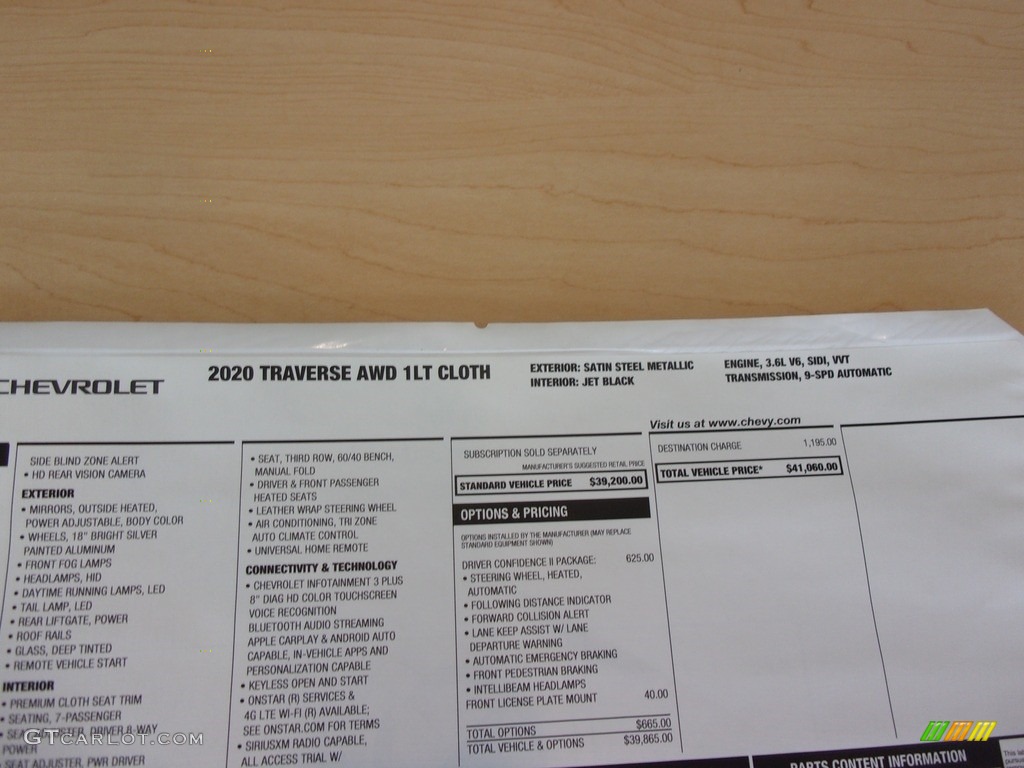 CHEVROLET
2020 TRAVERSE AWD 1LT CLOTH
EXTERIOR: SATIN STEEL METALLIC
INTERIOR: JET BLACK
ENGINE, 3.6L V6, SIDI, VVT
TRANSMISSION, 9-SPD AUTOMATIC
SIDE BLIND ZONE ALERT
• HD REAR VISION CAMERA
EXTERIOR
• MIRRORS, OUTSIDE HEATED,
POWER ADJUSTABLE, BODY COLOR
• WHEELS, 18" BRIGHT SILVER
PAINTED ALUMINUM
• FRONT FOG LAMPS
• HEADLAMPS, HID
• DAYTIME RUNNING LAMPS, LED
• TAIL LAMP, LED
• REAR LIFTGATE, POWER
• ROOF RAILS
• GLASS, DEEP TINTED
• REMOTE VEHICLE START
INTERIOR
• PREMIUM CLOTH SEAT TRIM
• SEATING, 7-PASSENGER
• SEAT ADJUSTER, DRIVER 8-WAY
POWER
• SEAT ADJUSTER, PWR DRIVER
• SEAT, THIRD ROW, 60/40 BENCH,
MANUAL FOLD
• DRIVER & FRONT PASSENGER
HEATED SEATS
• LEATHER WRAP STEERING WHEEL
• AIR CONDITIONING, TRI ZONE
AUTO CLIMATE CONTROL
• UNIVERSAL HOME REMOTE
CONNECTIVITY & TECHNOLOGY
• CHEVROLET INFOTAINMENT 3 PLUS
8" DIAG HD COLOR TOUCHSCREEN
VOICE RECOGNITION
BLUETOOTH AUDIO STREAMING
APPLE CARPLAY & ANDROID AUTO
CAPABLE, IN-VEHICLE APPS AND
PERSONALIZATION CAPABLE
• KEYLESS OPEN AND START
• ONSTAR (R) SERVICES &
4G LTE WI-FI (R) AVAILABLE;
SEE ONSTAR.COM FOR TERMS
• SIRIUSXM RADIO CAPABLE,
ALL ACCESS TRIAL W/
SUBSCRIPTION SOLD SEPARATELY
MANUFACTURER'S SUGGESTED RETAIL PRICE
STANDARD VEHICLE PRICE $39,200.00
OPTIONS & PRICING
OPTIONS INSTALLED BY THE MANUFACTURER (MAY REPLACE
STANDARD EQUIPMENT SHOWN)
DRIVER CONFIDENCE II PACKAGE: 625.00
• STEERING WHEEL, HEATED,
AUTOMATIC
• FOLLOWING DISTANCE INDICATOR
• FORWARD COLLISION ALERT
• LANE KEEP ASSIST W/ LANE
DEPARTURE WARNING
• AUTOMATIC EMERGENCY BRAKING
• FRONT PEDESTRIAN BRAKING
• INTELLIBEAM HEADLAMPS
FRONT LICENSE PLATE MOUNT 40.00
TOTAL OPTIONS $665.00
TOTAL VEHICLE & OPTIONS $39,865.00
Visit us at www.chevy.com
DESTINATION CHARGE 1,195.00
TOTAL VEHICLE PRICE* $41,060.00
PARTS CONTENT INFORMATION
GTCARLOT.COM